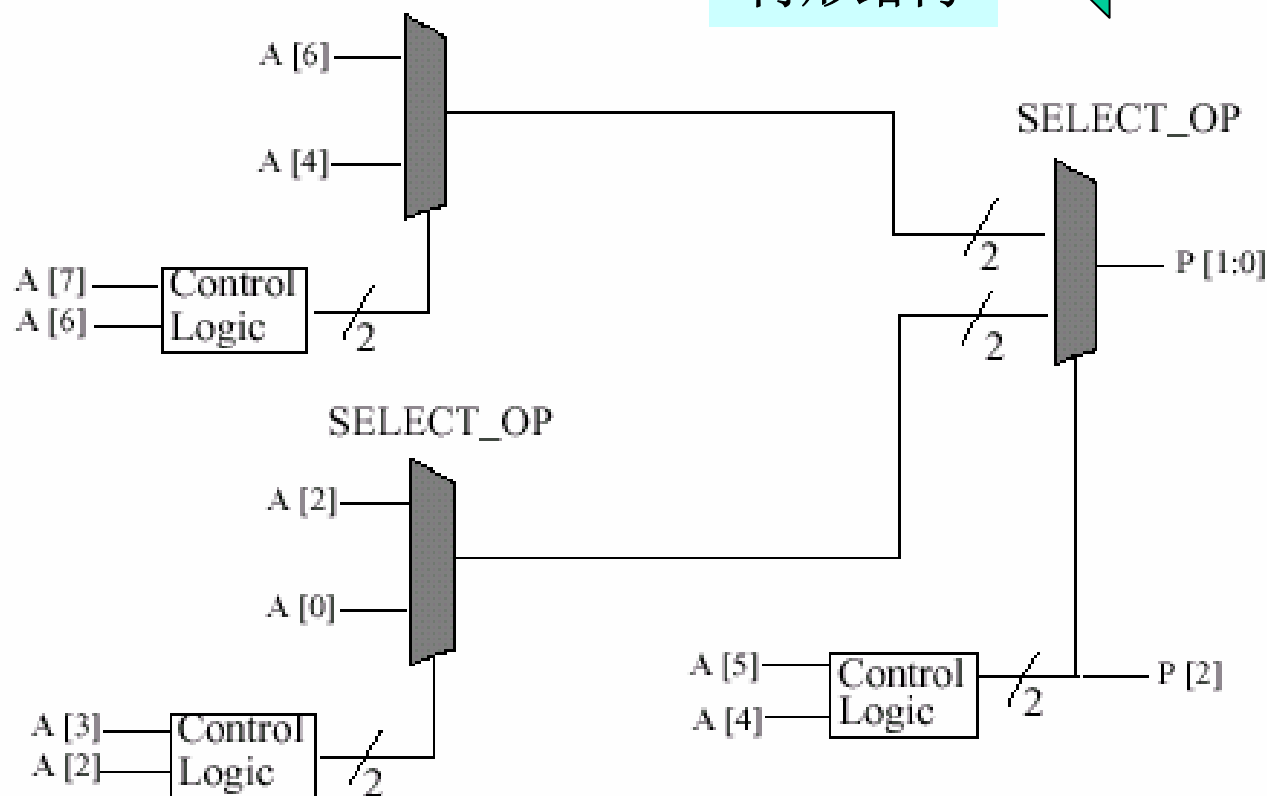 A [6]
SELECT_OP
A [4]
2
P [1:0]
A [7]
Control
A [6]
Logic
2
2
SELECT_OP
A [2]
A [0]
A [5]
Control
P [2]
A [4]
Logic
2
A [3]
Control
A [2]
Logic
2